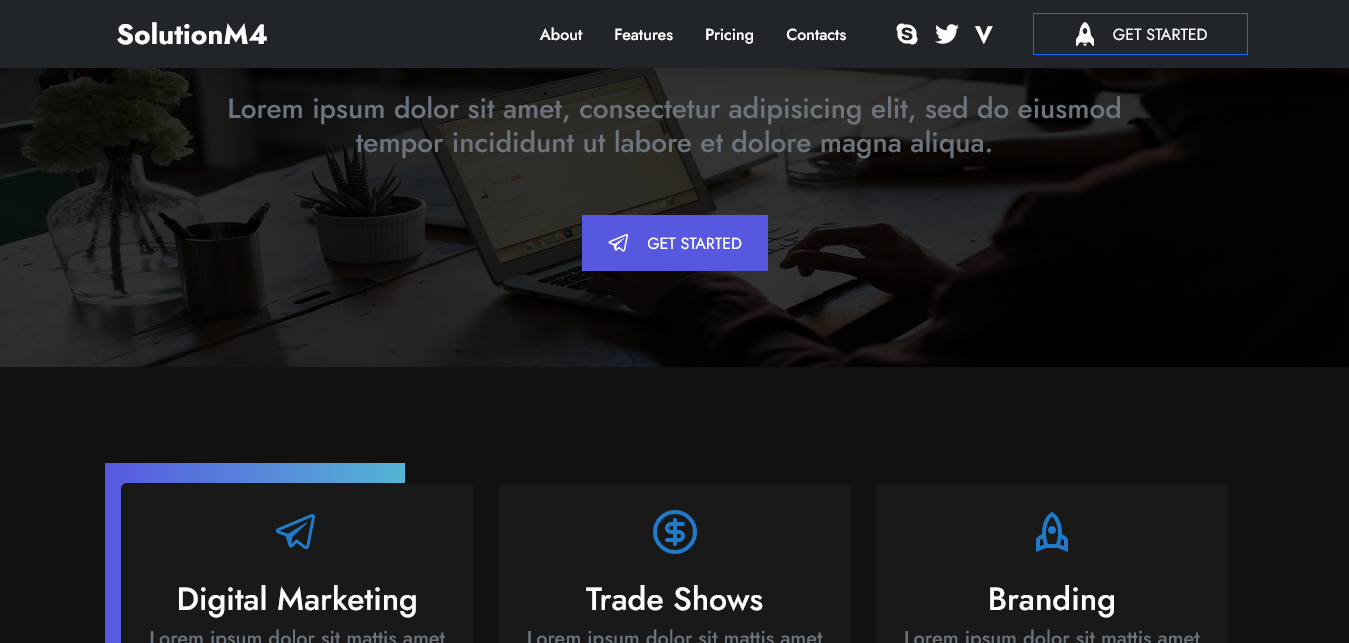 SolutionM4
About
Features
Pricing
Contacts
GET STARTED
Lorem ipsum dolor sit amet, consectetur adipisicing elit, sed do eiusmod
tempor incididunt ut labore et dolore magna aliqua.
GET STARTED
Digital Marketing
Lorem ipsum dolor sit mattis amet
Trade Shows
Lorem ipsum dolor sit mattis amet
Branding
Lorem ipsum dolor sit mattis amet